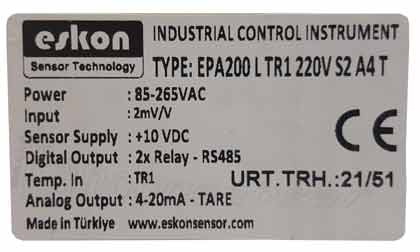 eskon
Sensor Technology
INDUSTRIAL CONTROL INSTRUMENT
TYPE: EPA200 L TR1 220V S2 A4 T
Power : 85-265VAC
Input : 2mV/V
Sensor Supply : +10 VDC
Digital Output : 2x Relay - RS485
Temp. In : TR1
Analog Output : 4-20mA - TARE
Made in Türkiye www.eskonsensor.com
CE
URT.TRH.:21/51